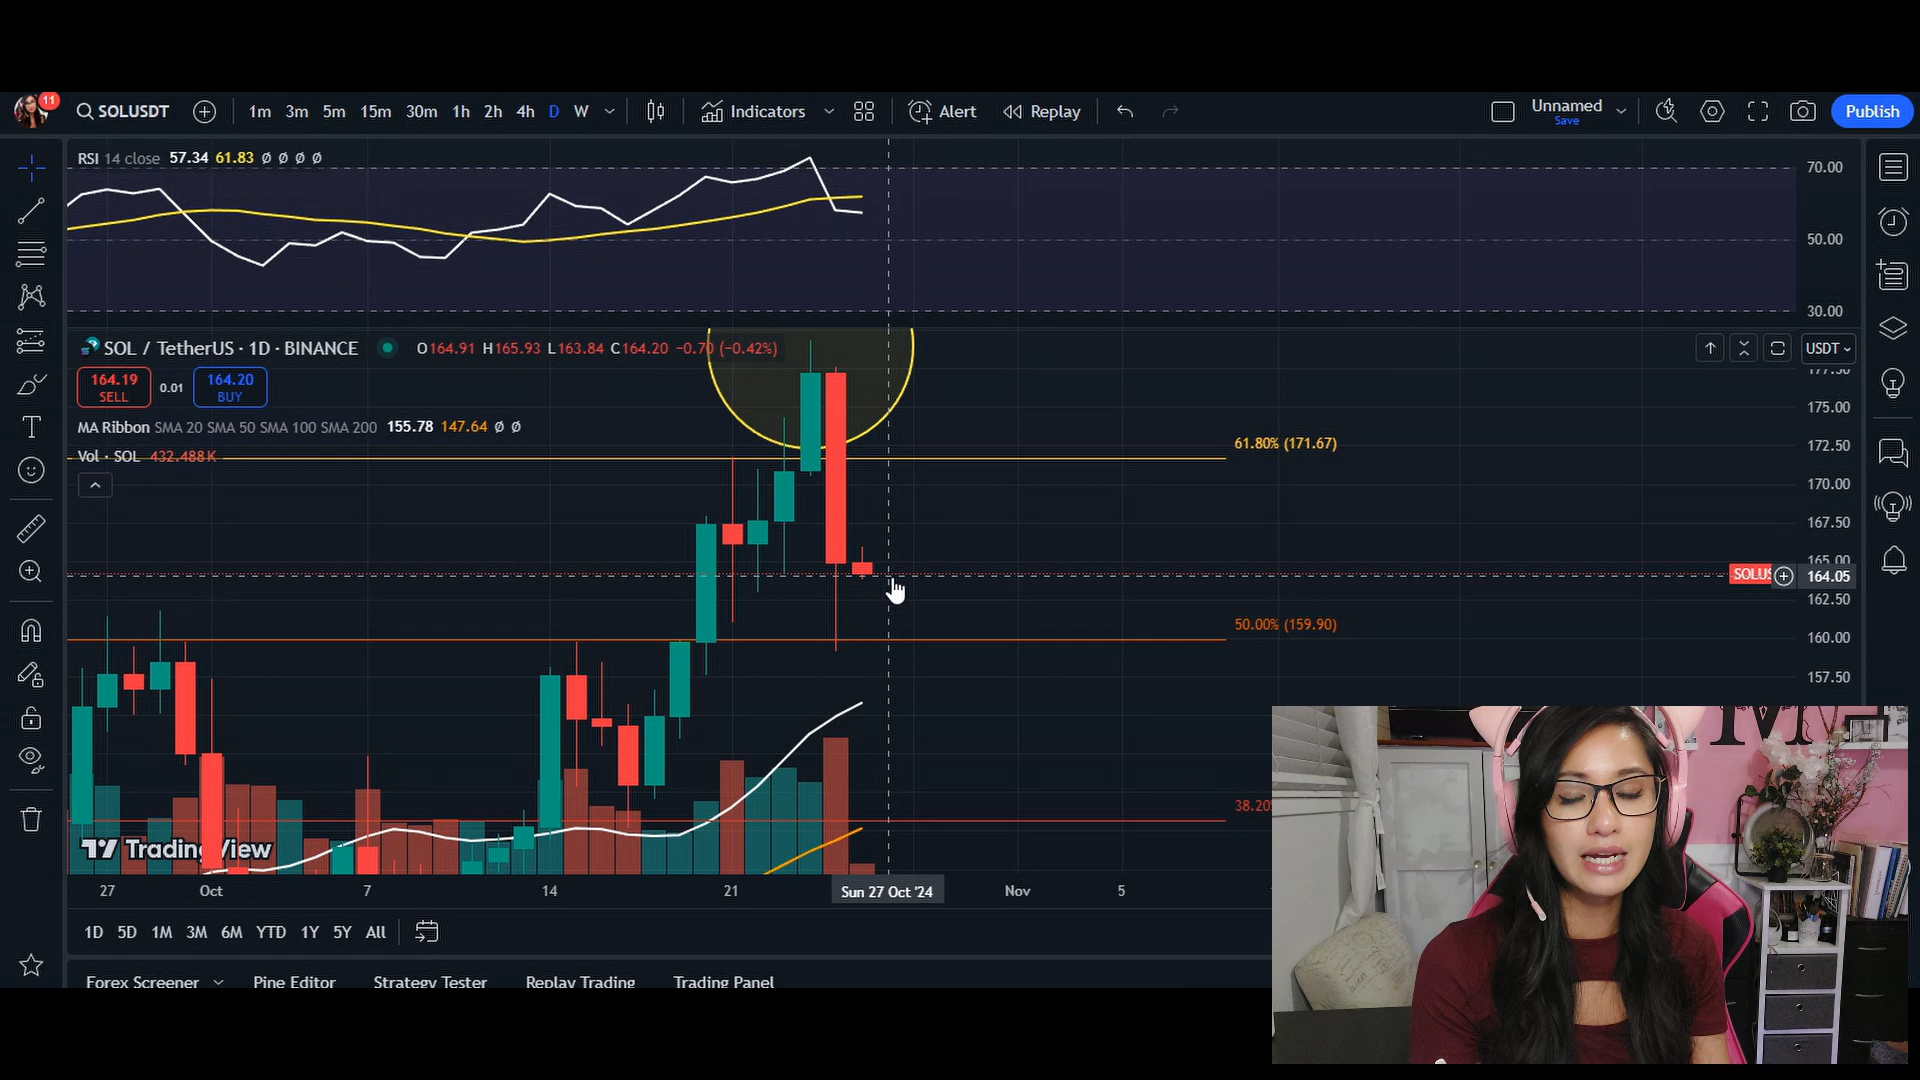 11 SOLUSDT 1m 3m 5m 15m 30m 1h 2h 4h D W Indicators Alert Replay Unnamed Save Publish
RSI 14 close 57.34 61.83 Ø Ø Ø Ø
70.00
50.00
30.00
SOL / TetherUS · 1D · BINANCE O164.91 H165.93 L163.84 C164.20 −0.70 (−0.42%) USDT
164.19 SELL 0.01 164.20 BUY
MA Ribbon SMA 20 SMA 50 SMA 100 SMA 200 155.78 147.64 Ø Ø
Vol · SOL 432.488K
177.50
175.00
61.80% (171.67)
172.50
170.00
167.50
165.00
SOLUS 164.05
162.50
50.00% (159.90)
160.00
157.50
38.20%
TradingView
27 Oct 7 14 21 Sun 27 Oct '24 Nov 5
1D 5D 1M 3M 6M YTD 1Y 5Y All
Forex Screener Pine Editor Strategy Tester Replay Trading Trading Panel
M